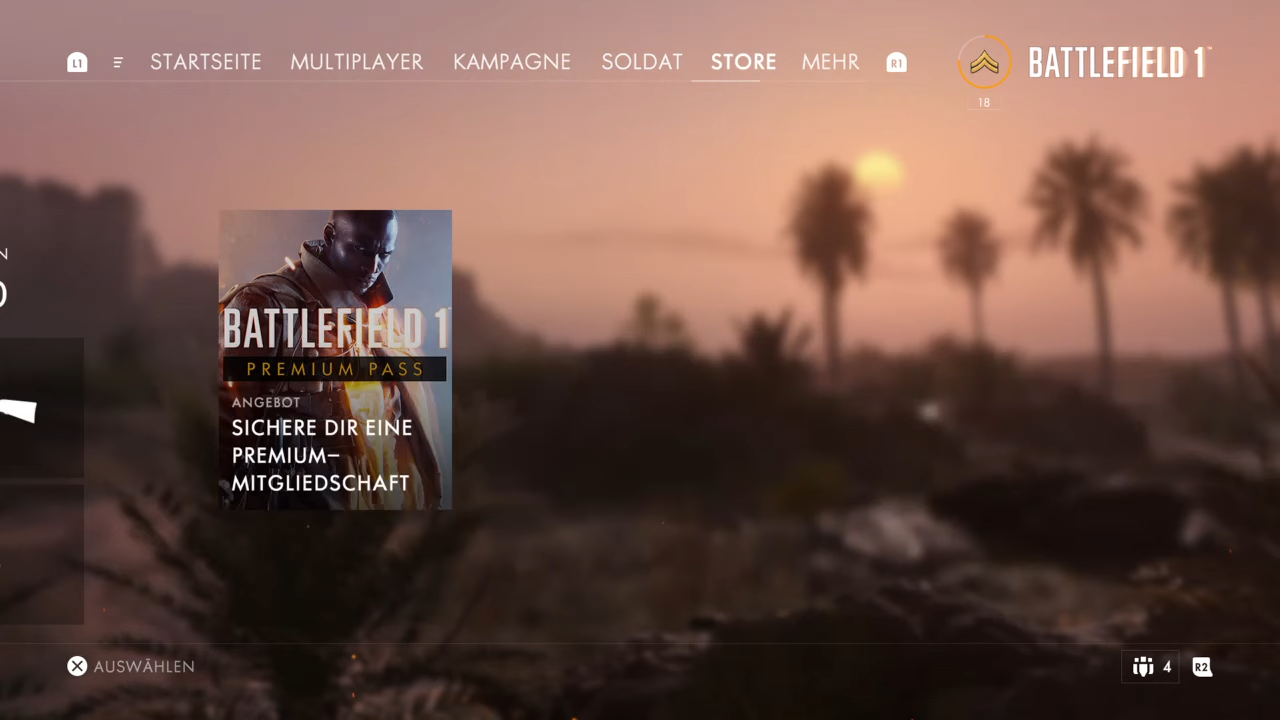 L1 STARTSEITE MULTIPLAYER KAMPAGNE SOLDAT STORE MEHR R1
BATTLEFIELD 1™
18
N
BATTLEFIELD 1
PREMIUM PASS
ANGEBOT
SICHERE DIR EINE
PREMIUM–
MITGLIEDSCHAFT
AUSWÄHLEN
4 R2